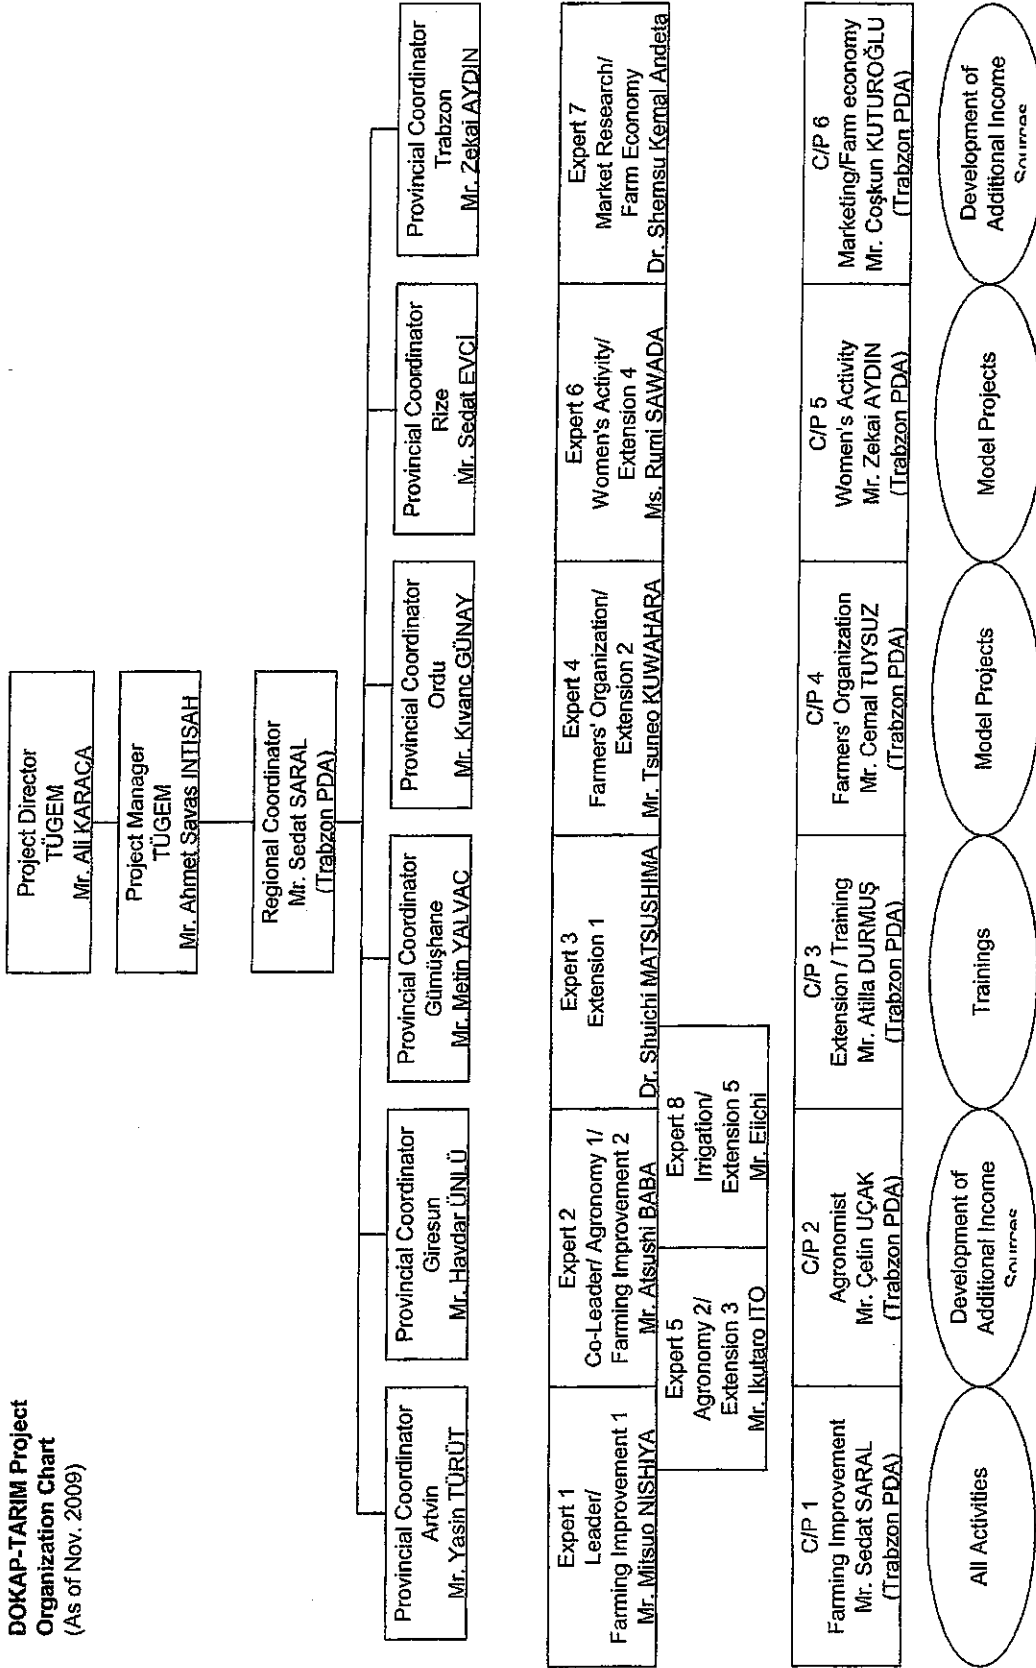 DOKAP-TARIM Project
Organization Chart
(As of Nov. 2009)
Project Director
TÜGEM
Mr. Ali KARACA
Project Manager
TÜGEM
Mr. Ahmet Savas INTISAH
Regional Coordinator
Mr. Sedat SARAL
(Trabzon PDA)
Provincial Coordinator
Artvin
Mr. Yasin TÜRÜT
Provincial Coordinator
Giresun
Mr. Haydar ÜNLÜ
Provincial Coordinator
Gümüşhane
Mr. Metin YALVAC
Provincial Coordinator
Ordu
Mr. Kıvanc GÜNAY
Provincial Coordinator
Rize
Mr. Sedat EVCİ
Provincial Coordinator
Trabzon
Mr. Zekai AYDIN
Expert 1
Leader/
Farming Improvement 1
Mr. Mitsuo NISHIYA
Expert 2
Co-Leader/ Agronomy 1/
Farming Improvement 2
Mr. Atsushi BABA
Expert 3
Extension 1
Dr. Shuichi MATSUSHIMA
Expert 4
Farmers' Organization/
Extension 2
Mr. Tsuneo KUWAHARA
Expert 6
Women's Activity/
Extension 4
Ms. Rumi SAWADA
Expert 7
Market Research/
Farm Economy
Dr. Shemsu Kemal Andeta
Expert 5
Agronomy 2/
Extension 3
Mr. Ikutaro ITO
Expert 8
Irrigation/
Extension 5
Mr. Eiichi
C/P 1
Farming Improvement
Mr. Sedat SARAL
(Trabzon PDA)
C/P 2
Agronomist
Mr. Çetin UÇAK
(Trabzon PDA)
C/P 3
Extension / Training
Mr. Atilla DURMUŞ
(Trabzon PDA)
C/P 4
Farmers' Organization
Mr. Cemal TUYSUZ
(Trabzon PDA)
C/P 5
Women's Activity
Mr. Zekai AYDIN
(Trabzon PDA)
C/P 6
Marketing/Farm economy
Mr. Coşkun KUTUROĞLU
(Trabzon PDA)
All Activities
Development of
Additional Income
Sources
Trainings
Model Projects
Model Projects
Development of
Additional Income
Sources